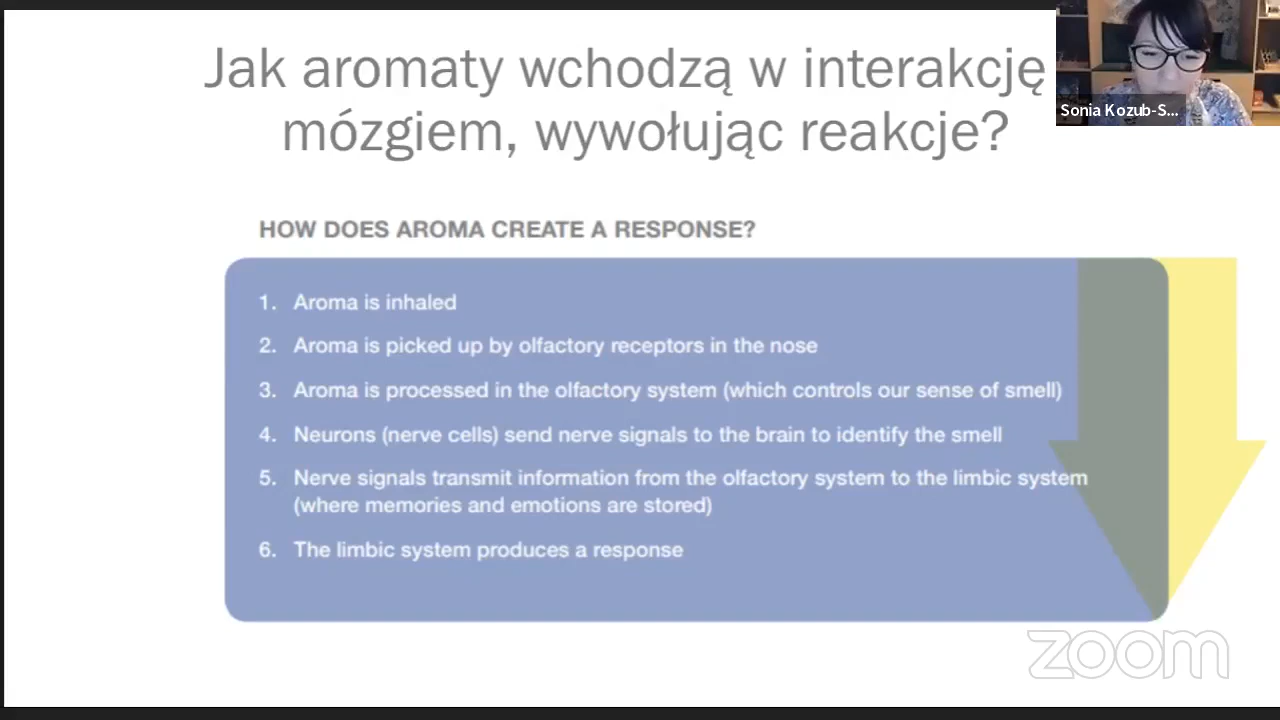 Jak aromaty wchodzą w interakcję
mózgiem, wywołując reakcje?
Sonia Kozub-S...
HOW DOES AROMA CREATE A RESPONSE?
1. Aroma is inhaled
2. Aroma is picked up by olfactory receptors in the nose
3. Aroma is processed in the olfactory system (which controls our sense of smell)
4. Neurons (nerve cells) send nerve signals to the brain to identify the smell
5. Nerve signals transmit information from the olfactory system to the limbic system
(where memories and emotions are stored)
6. The limbic system produces a response
zoom